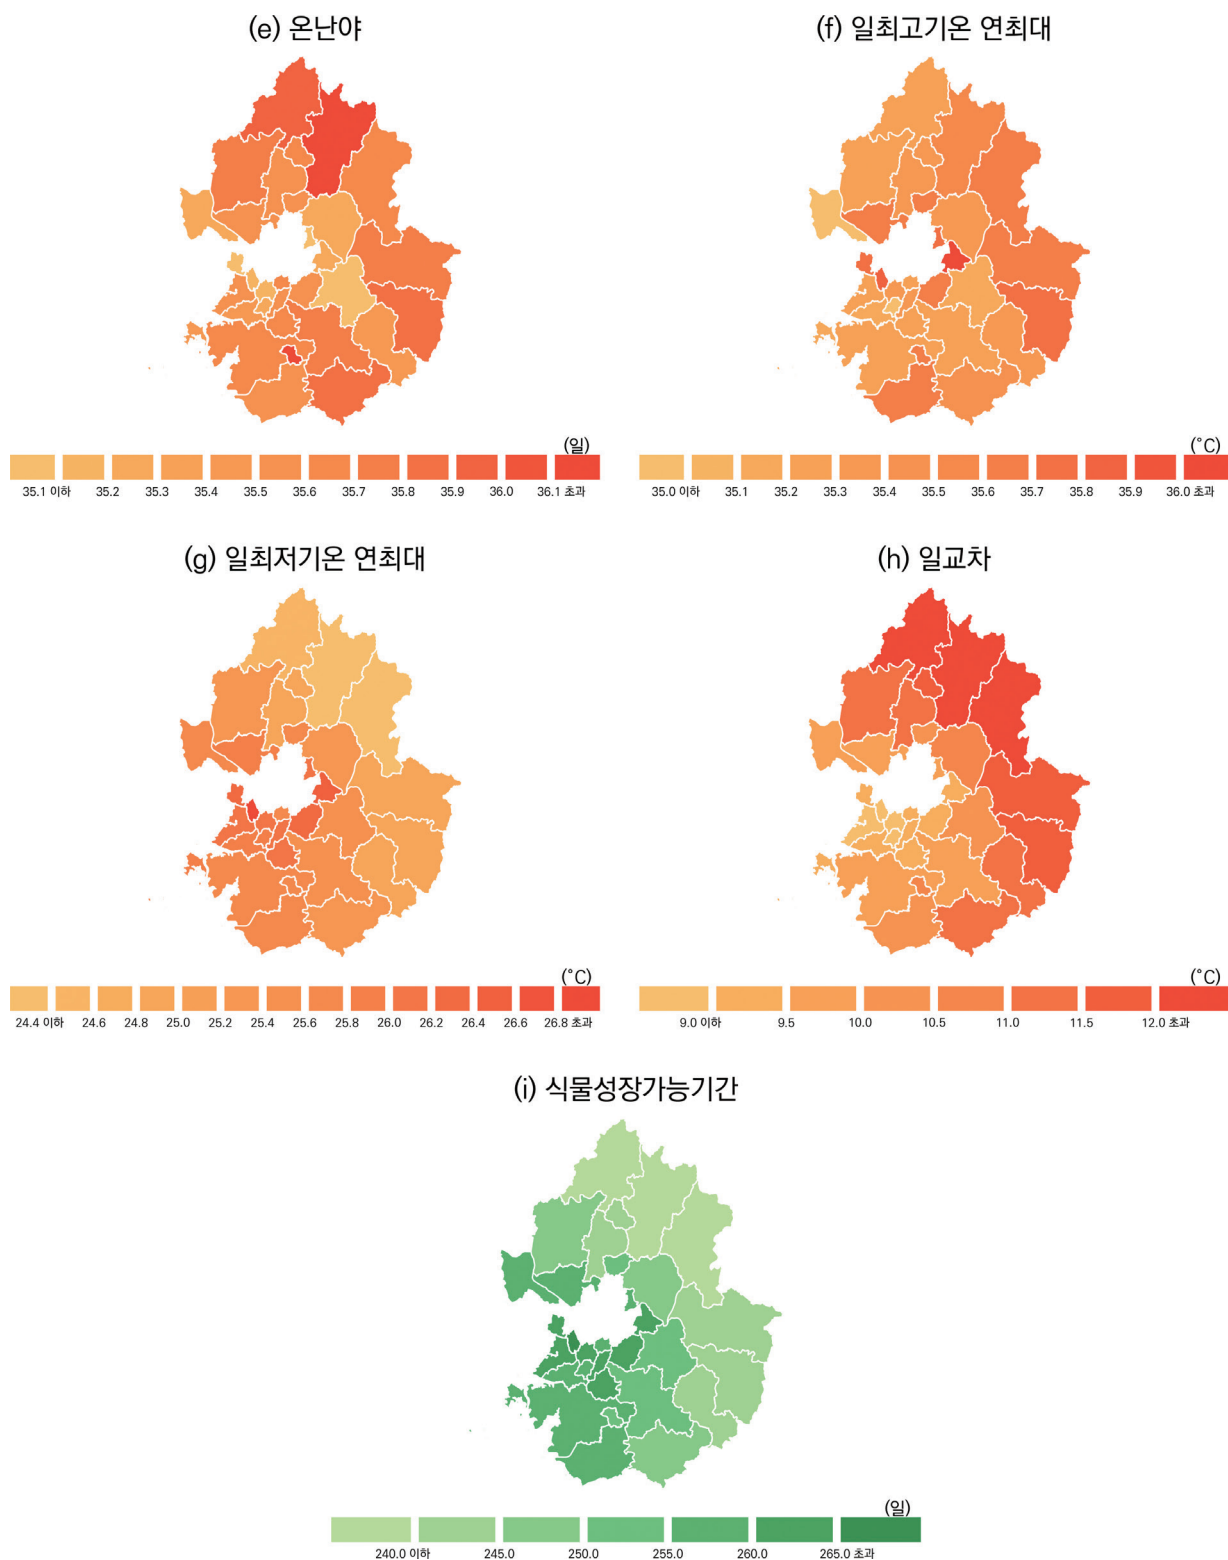 (e) 온난야
(f) 일최고기온 연최대
(일)
35.1 이하 35.2 35.3 35.4 35.5 35.6 35.7 35.8 35.9 36.0 36.1 초과
(°C)
35.0 이하 35.1 35.2 35.3 35.4 35.5 35.6 35.7 35.8 35.9 36.0 초과
(g) 일최저기온 연최대
(h) 일교차
(°C)
24.4 이하 24.6 24.8 25.0 25.2 25.4 25.6 25.8 26.0 26.2 26.4 26.6 26.8 초과
(°C)
9.0 이하 9.5 10.0 10.5 11.0 11.5 12.0 초과
(i) 식물성장가능기간
(일)
240.0 이하 245.0 250.0 255.0 260.0 265.0 초과